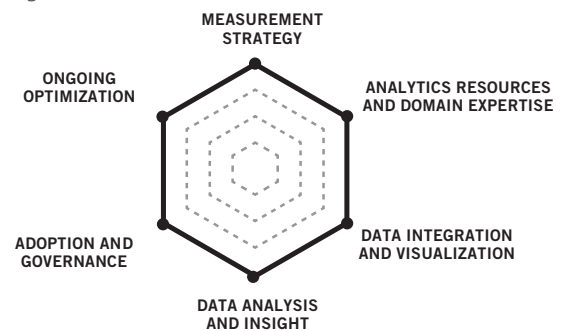 MEASUREMENT
STRATEGY
ONGOING
OPTIMIZATION
ANALYTICS RESOURCES
AND DOMAIN EXPERTISE
ADOPTION AND
GOVERNANCE
DATA INTEGRATION
AND VISUALIZATION
DATA ANALYSIS
AND INSIGHT